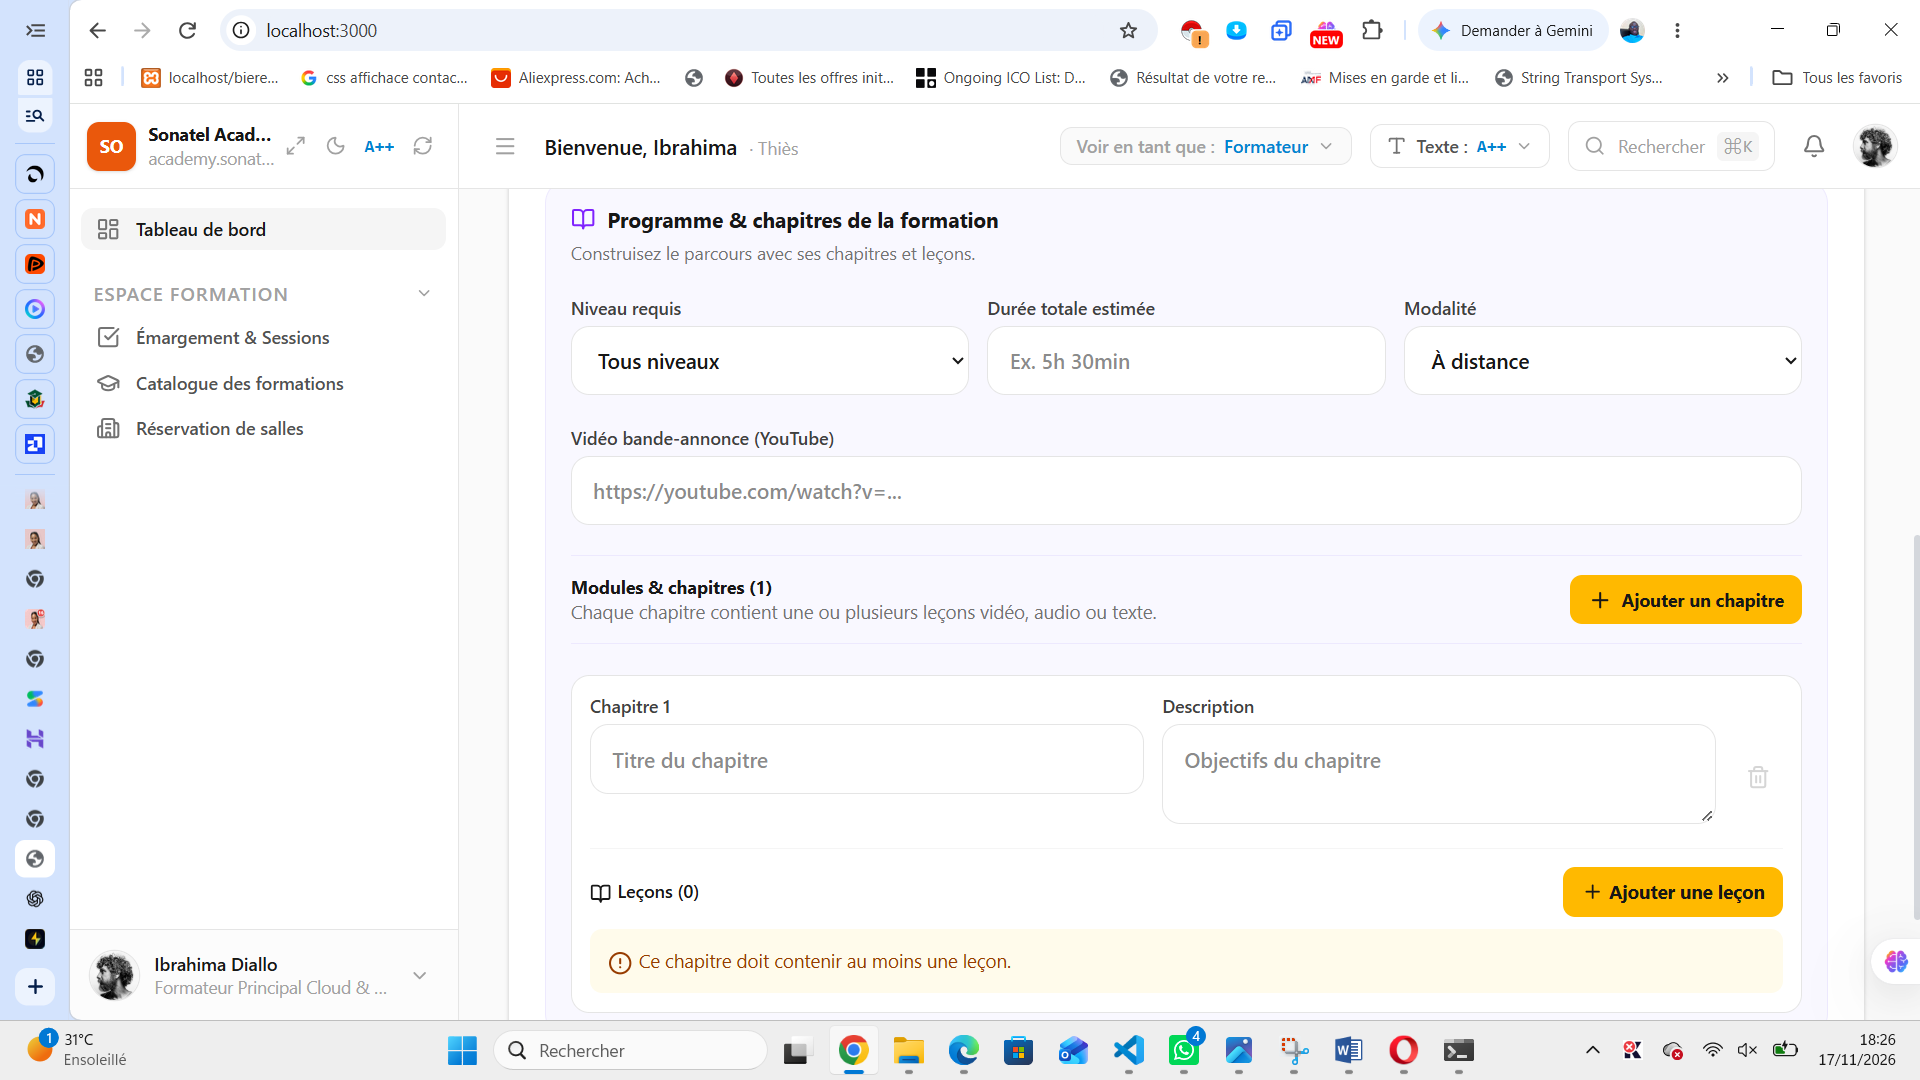 localhost:3000
NEW
Demander à Gemini
localhost/biere...
css affichace contac...
Aliexpress.com: Ach...
Toutes les offres init...
Ongoing ICO List: D...
Résultat de votre re...
AMF
Mises en garde et li...
String Transport Sys...
Tous les favoris
SO
Sonatel Acad...
academy.sonat...
A++
Bienvenue, Ibrahima · Thiès
Voir en tant que : Formateur
Texte : A++
Rechercher ⌘K
Tableau de bord
ESPACE FORMATION
Émargement & Sessions
Catalogue des formations
Réservation de salles
Programme & chapitres de la formation
Construisez le parcours avec ses chapitres et leçons.
Niveau requis
Durée totale estimée
Modalité
Tous niveaux
Ex. 5h 30min
À distance
Vidéo bande-annonce (YouTube)
https://youtube.com/watch?v=...
Modules & chapitres (1)
Chaque chapitre contient une ou plusieurs leçons vidéo, audio ou texte.
+ Ajouter un chapitre
Chapitre 1
Description
Titre du chapitre
Objectifs du chapitre
Leçons (0)
+ Ajouter une leçon
Ce chapitre doit contenir au moins une leçon.
Ibrahima Diallo
Formateur Principal Cloud & ...
1
31°C
Ensoleillé
Rechercher
4
18:26
17/11/2026